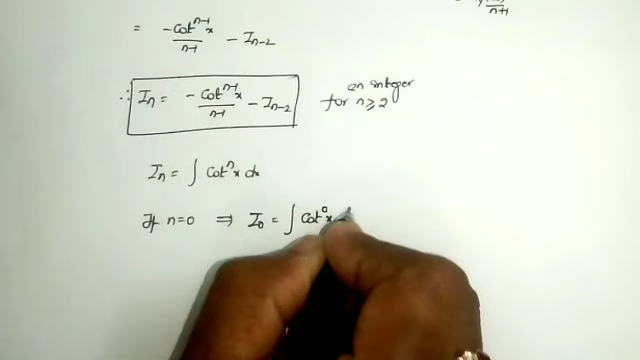 n+1
= -cot^{n-1}x / n-1 - I_{n-2}
∴ I_n = -cot^{n-1}x / n-1 - I_{n-2} for n ≥ 2 an integer
I_n = ∫ cot^n x dx
If n=0 ⇒ I_0 = ∫ cot^0 x